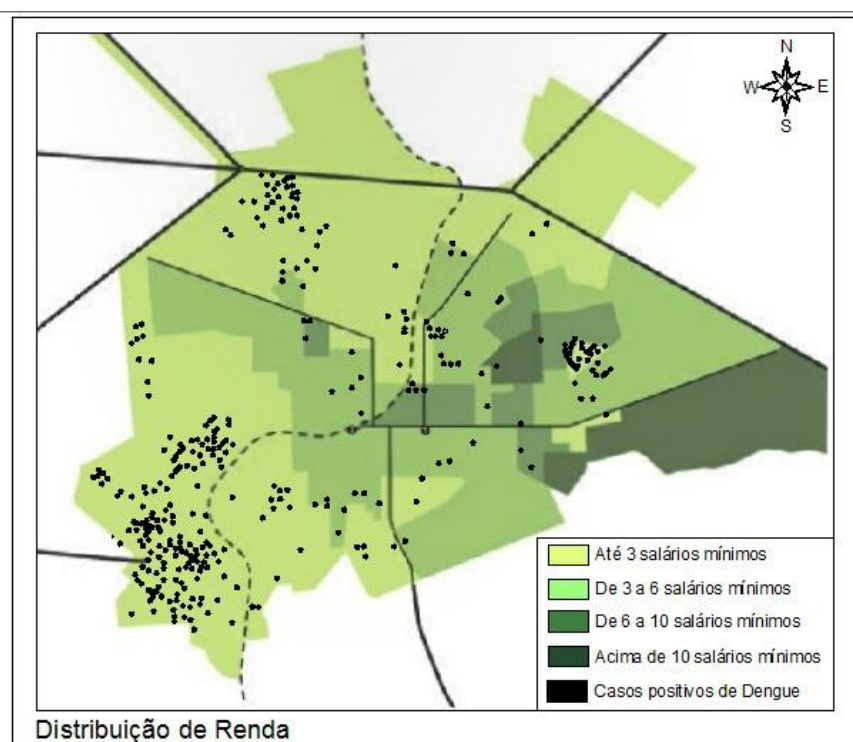 N
W E
S
Até 3 salários mínimos
De 3 a 6 salários mínimos
De 6 a 10 salários mínimos
Acima de 10 salários mínimos
Casos positivos de Dengue
Distribuição de Renda